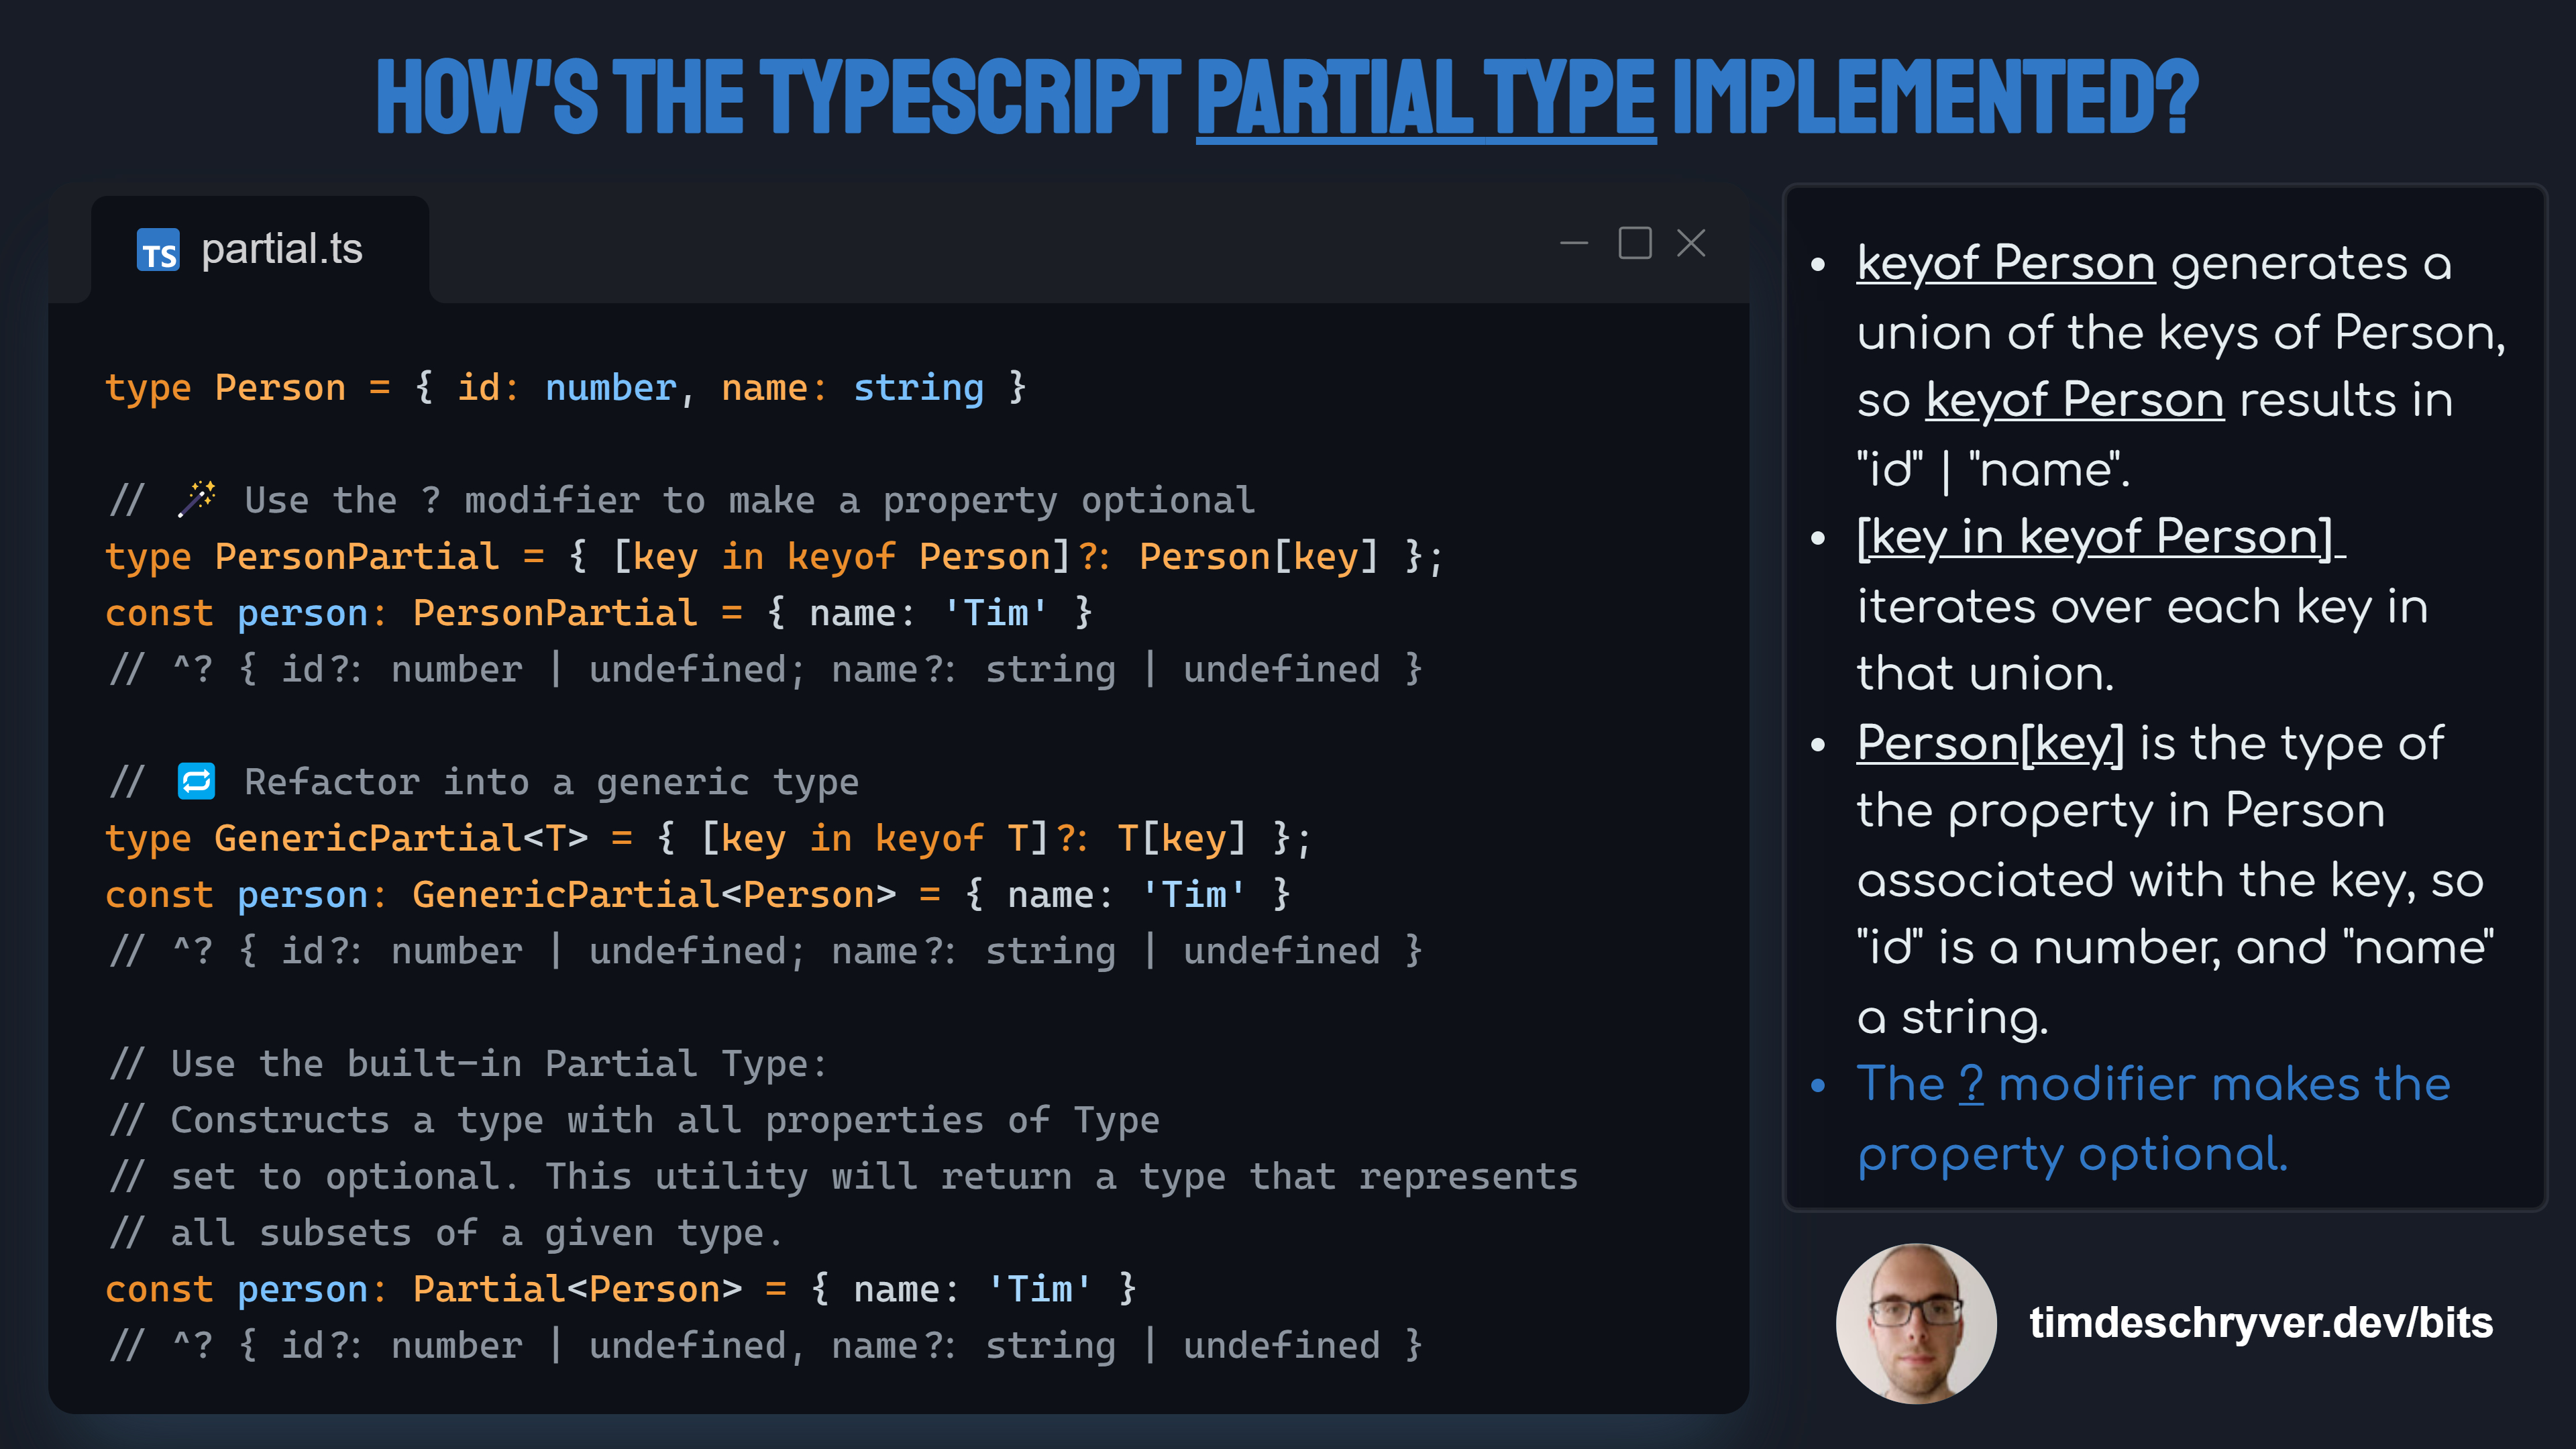 HOW'S THE TYPESCRIPT PARTIAL TYPE IMPLEMENTED?
TS partial.ts
type Person = { id: number, name: string }
// 🪄 Use the ? modifier to make a property optional
type PersonPartial = { [key in keyof Person]?: Person[key] };
const person: PersonPartial = { name: 'Tim' }
// ^? { id?: number | undefined; name?: string | undefined }
// 🔁 Refactor into a generic type
type GenericPartial<T> = { [key in keyof T]?: T[key] };
const person: GenericPartial<Person> = { name: 'Tim' }
// ^? { id?: number | undefined; name?: string | undefined }
// Use the built-in Partial Type:
// Constructs a type with all properties of Type
// set to optional. This utility will return a type that represents
// all subsets of a given type.
const person: Partial<Person> = { name: 'Tim' }
// ^? { id?: number | undefined, name?: string | undefined }
• keyof Person generates a
union of the keys of Person,
so keyof Person results in
"id" | "name".
• [key in keyof Person]
iterates over each key in
that union.
• Person[key] is the type of
the property in Person
associated with the key, so
"id" is a number, and "name"
a string.
• The ? modifier makes the
property optional.
timdeschryver.dev/bits